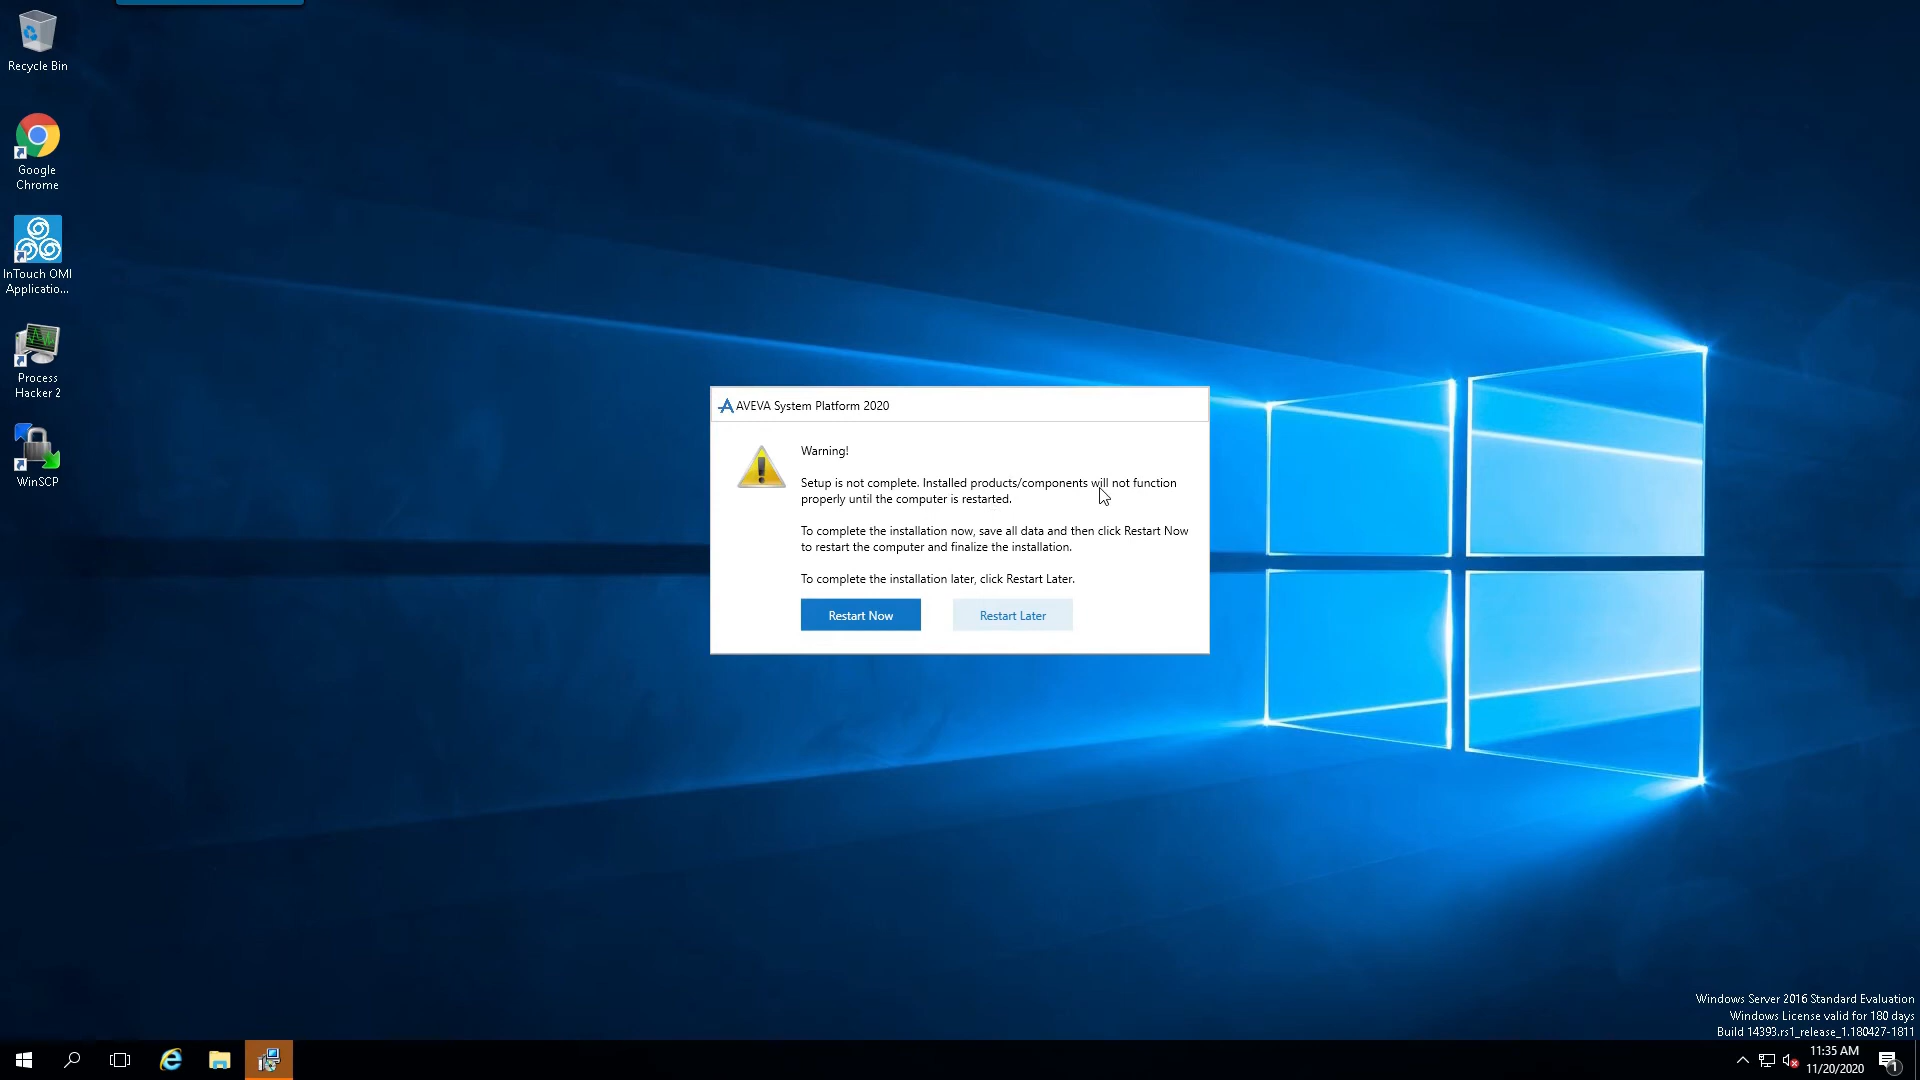 Recycle Bin
Google
Chrome
InTouch OMI
Applicatio...
Process
Hacker 2
WinSCP
AVEVA System Platform 2020
Warning!
Setup is not complete. Installed products/components will not function
properly until the computer is restarted.
To complete the installation now, save all data and then click Restart Now
to restart the computer and finalize the installation.
To complete the installation later, click Restart Later.
Restart Now
Restart Later
Windows Server 2016 Standard Evaluation
Windows License valid for 180 days
Build 14393.rs1_release_1.180427-1811
11:35 AM
11/20/2020
1